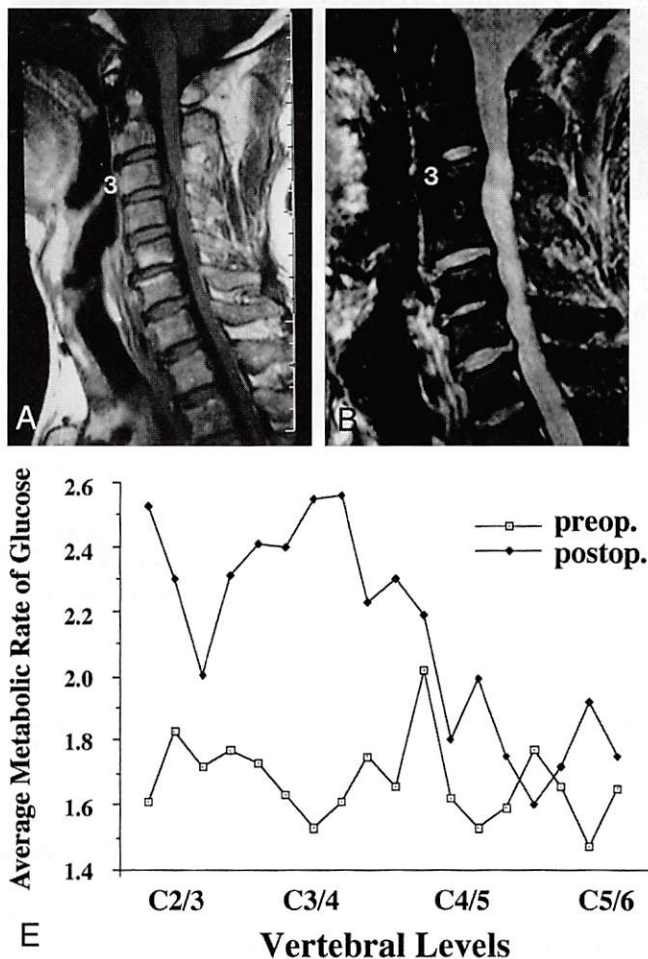 3
A
3
B
Average Metabolic Rate of Glucose
2.6
2.4
2.2
2.0
1.8
1.6
1.4
preop.
postop.
C2/3 C3/4 C4/5 C5/6
E
Vertebral Levels